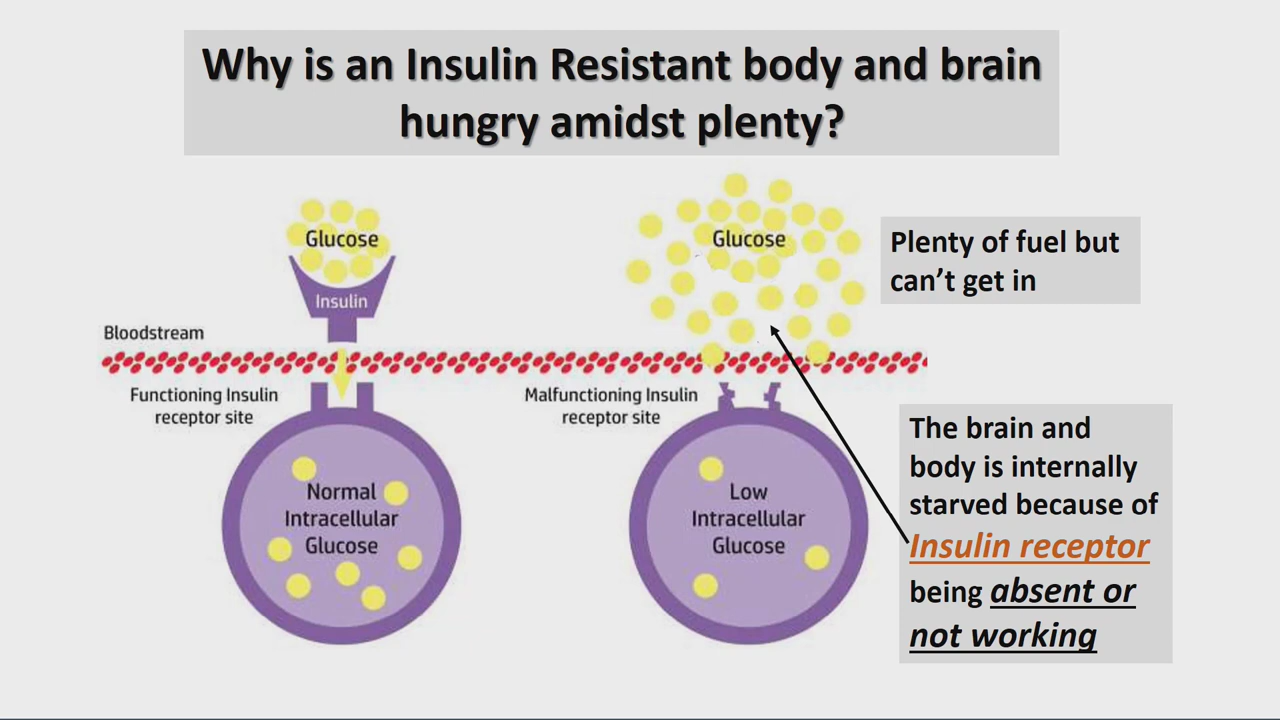 Why is an Insulin Resistant body and brain
hungry amidst plenty?
Glucose
Insulin
Bloodstream
Functioning Insulin
receptor site
Normal
Intracellular
Glucose
Glucose
Malfunctioning Insulin
receptor site
Low
Intracellular
Glucose
Plenty of fuel but
can’t get in
The brain and
body is internally
starved because of
Insulin receptor
being absent or
not working